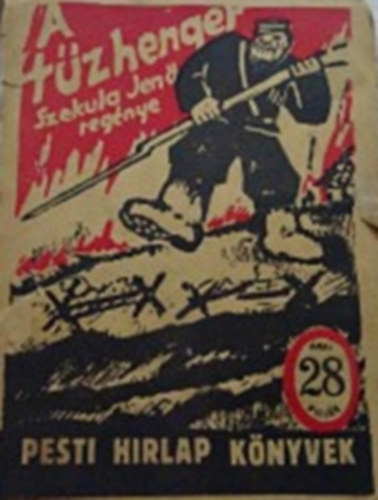 A
tűzhenger
Szekula Jenő
regénye
28
PESTI HIRLAP KÖNYVEK